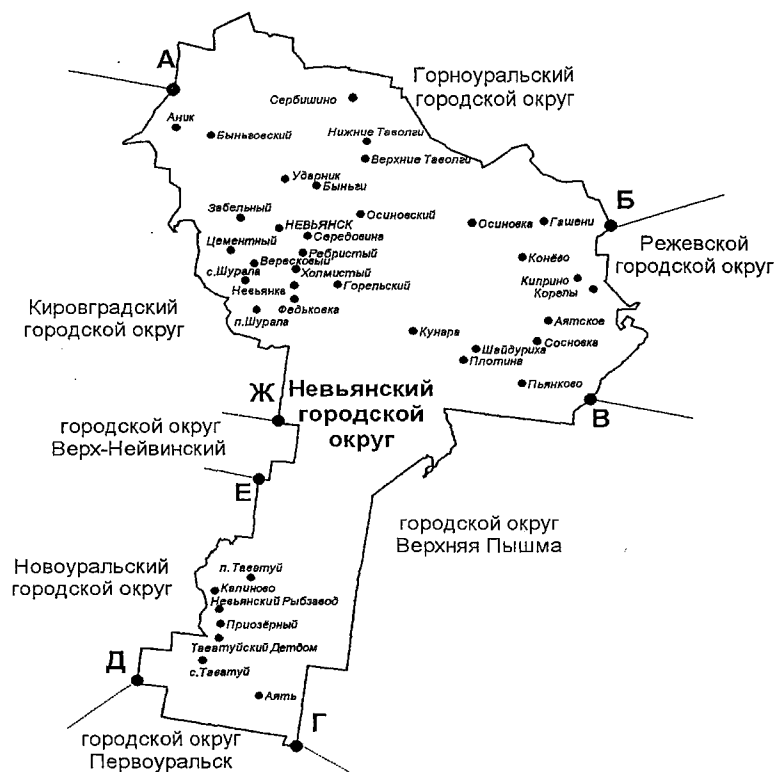 А
Горноуральский
городской округ
Сербишино
Аник
Быньговский
Нижние Таволги
Верхние Таволги
Ударник
Быньги
Забельный
Осиновский
Осиновка
Гашени
Б
НЕВЬЯНСК
Середовина
Режевской
городской округ
Цементный
Ребристый
Конёво
Вересковый
Холмистый
с.Шурала
Киприно
Корелы
Невьянка
Горельский
Кировградский
городской округ
Федьковка
п.Шурала
Аятское
Кунара
Сосновка
Шайдуриха
Плотина
Пьянково
Невьянский
городской
округ
Ж
В
городской округ
Верх-Нейвинский
Е
городской округ
Верхняя Пышма
Новоуральский
городской округ
п.Таватуй
Калиново
Невьянский Рыбзавод
Приозёрный
Таватуйский Детдом
с.Таватуй
Д
Аять
Г
городской округ
Первоуральск